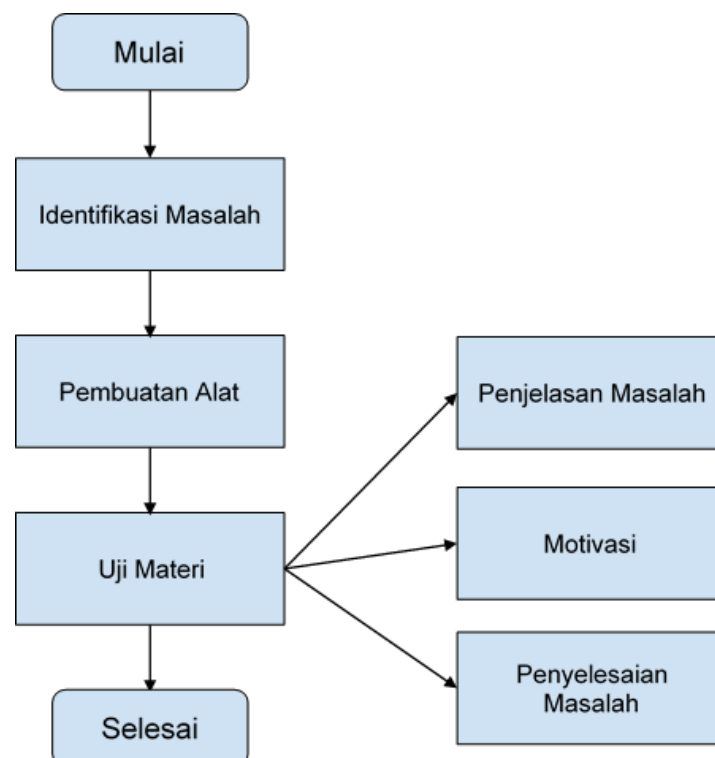 Mulai
Identifikasi Masalah
Pembuatan Alat
Penjelasan Masalah
Uji Materi
Motivasi
Penyelesaian
Masalah
Selesai